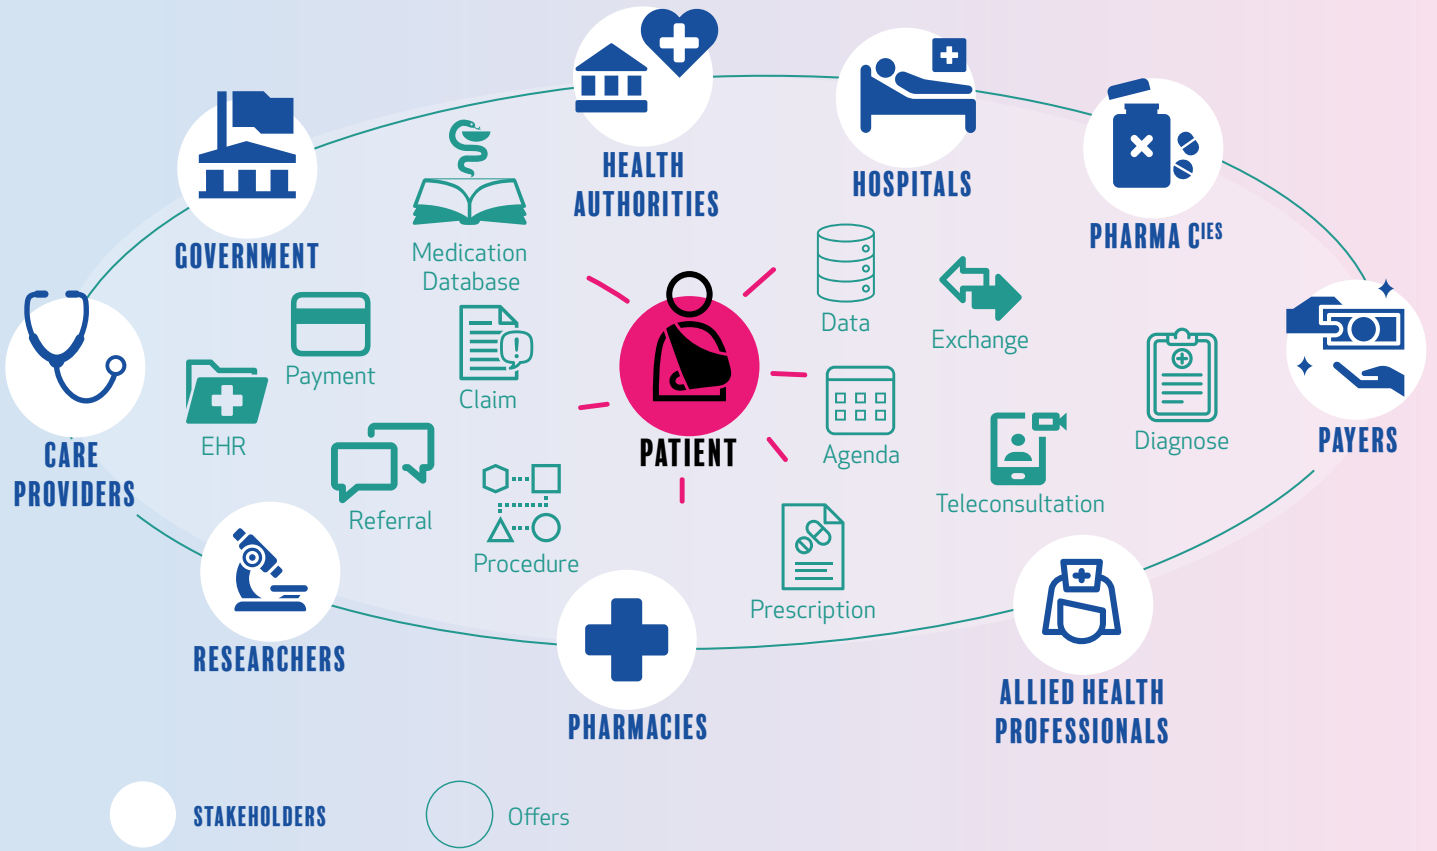 HEALTH
AUTHORITIES
HOSPITALS
PHARMA CIES
GOVERNMENT
Medication
Database
Data
Exchange
Payment
Claim
EHR
PATIENT
Agenda
Diagnose
PAYERS
CARE
PROVIDERS
Referral
Teleconsultation
Procedure
Prescription
RESEARCHERS
PHARMACIES
ALLIED HEALTH
PROFESSIONALS
STAKEHOLDERS
Offers